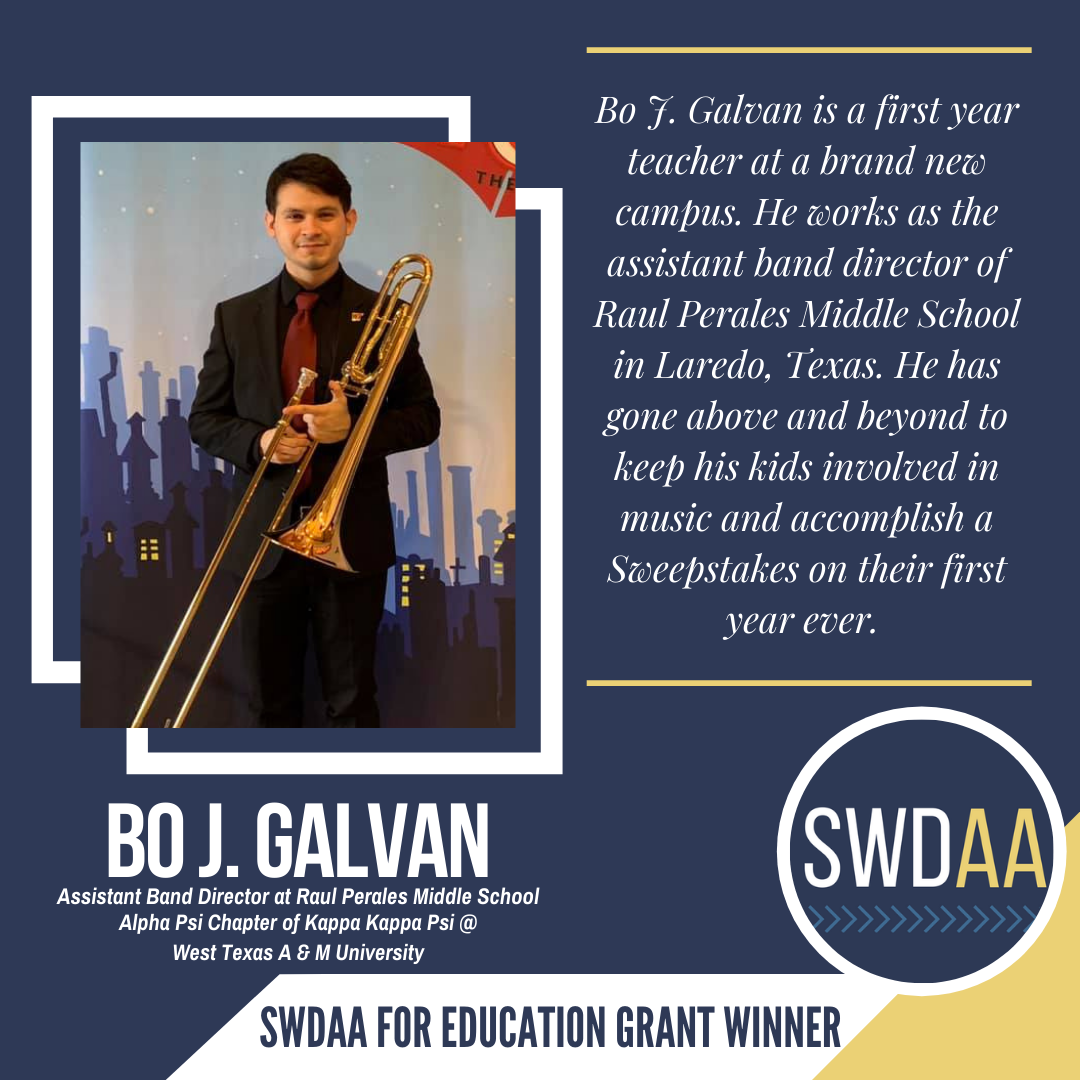 THE
Bo J. Galvan is a first year
teacher at a brand new
campus. He works as the
assistant band director of
Raul Perales Middle School
in Laredo, Texas. He has
gone above and beyond to
keep his kids involved in
music and accomplish a
Sweepstakes on their first
year ever.
BO J. GALVAN
Assistant Band Director at Raul Perales Middle School
Alpha Psi Chapter of Kappa Kappa Psi @
West Texas A & M University
SWDAA
SWDAA FOR EDUCATION GRANT WINNER